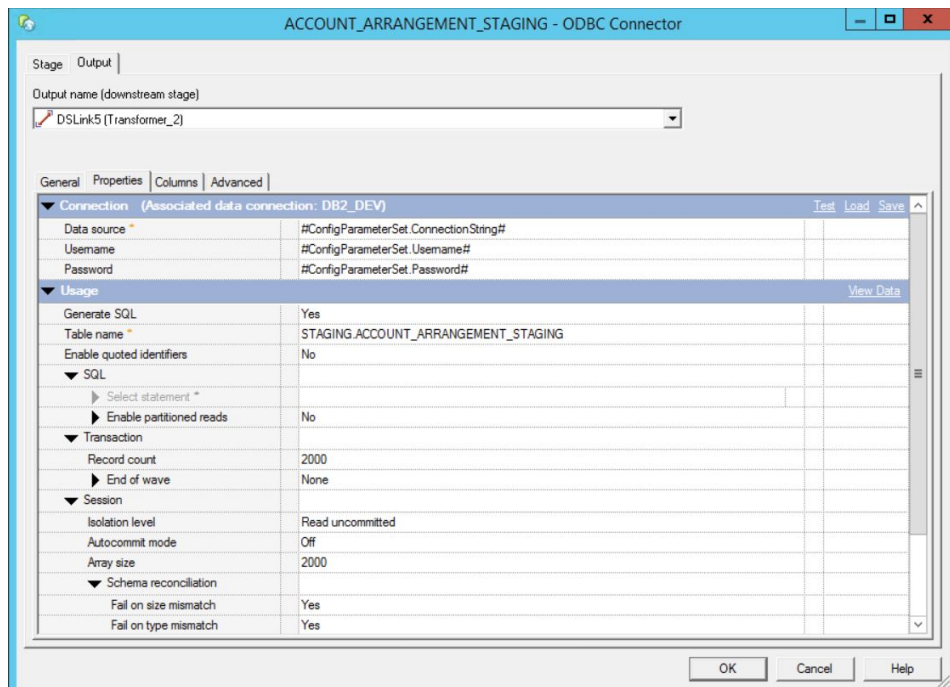 ACCOUNT_ARRANGEMENT_STAGING - ODBC Connector
Stage Output
Output name (downstream stage)
DSLink5 (Transformer_2)
General Properties Columns Advanced
Connection (Associated data connection: DB2_DEV) Test Load Save
Data source * #ConfigParameterSet.ConnectionString#
Username #ConfigParameterSet.Username#
Password #ConfigParameterSet.Password#
Usage View Data
Generate SQL Yes
Table name * STAGING.ACCOUNT_ARRANGEMENT_STAGING
Enable quoted identifiers No
SQL
Select statement *
Enable partitioned reads No
Transaction
Record count 2000
End of wave None
Session
Isolation level Read uncommitted
Autocommit mode Off
Array size 2000
Schema reconciliation
Fail on size mismatch Yes
Fail on type mismatch Yes
OK Cancel Help